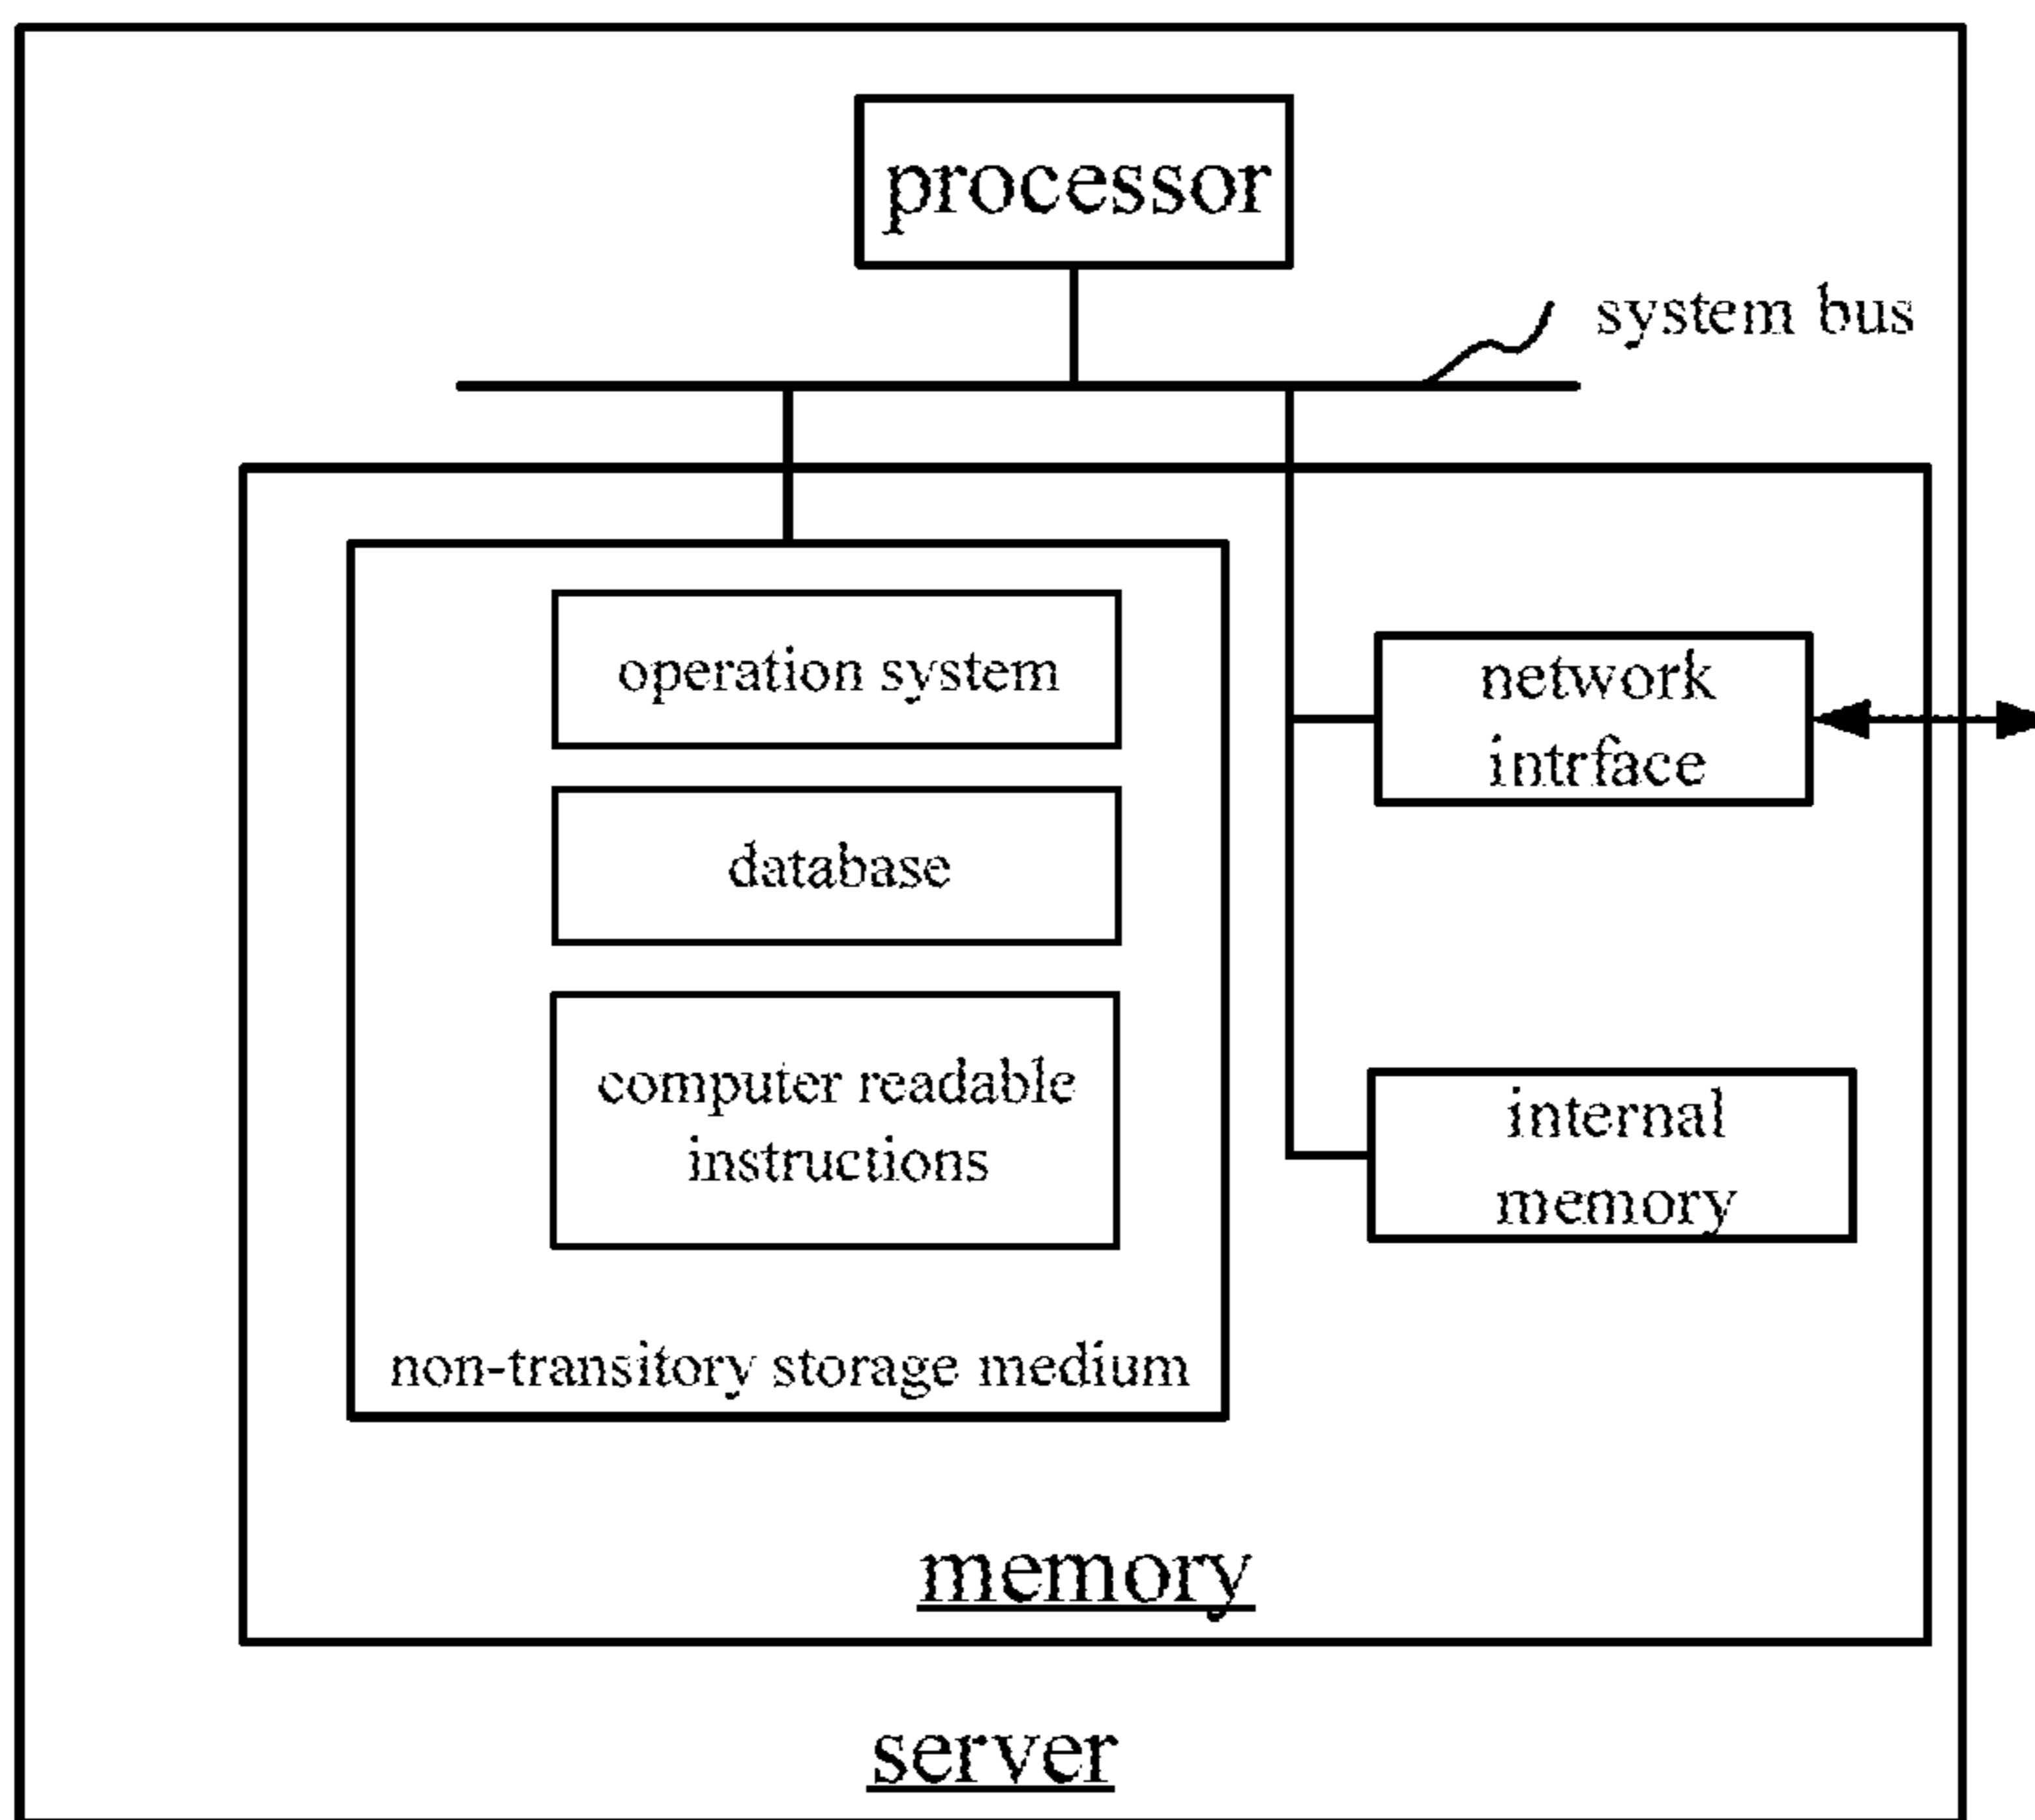 processor
system bus
operation system
network
intrface
database
computer readable
instructions
internal
memory
non-transitory storage medium
memory
server